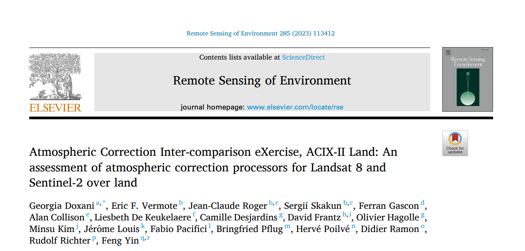 Remote Sensing of Environment 285 (2023) 113412
Contents lists available at ScienceDirect
Remote Sensing of Environment
journal homepage: www.elsevier.com/locate/rse
ELSEVIER
Remote Sensing
Environment
Check for
updates
Atmospheric Correction Inter-comparison eXercise, ACIX-II Land: An
assessment of atmospheric correction processors for Landsat 8 and
Sentinel-2 over land
Georgia Doxani a,*, Eric F. Vermote b, Jean-Claude Roger b,c, Sergii Skakun b,c, Ferran Gascon d,
Alan Collison e, Liesbeth De Keukelaere f, Camille Desjardins g, David Frantz h,i, Olivier Hagolle g,
Minsu Kim j, Jérôme Louis k, Fabio Pacifici l, Bringfried Pflug m, Hervé Poilvé n, Didier Ramon o,
Rudolf Richter p, Feng Yin q,r